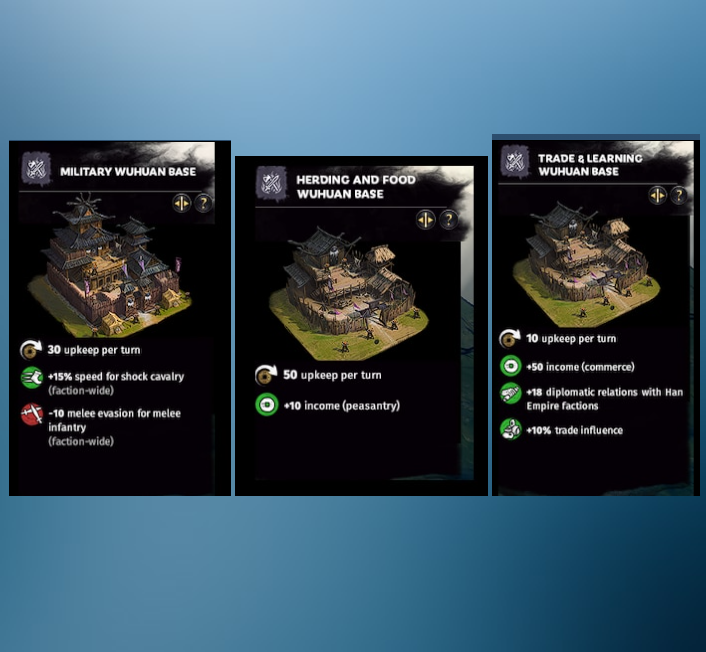 MILITARY WUHUAN BASE
?
30 upkeep per turn
+15% speed for shock cavalry
(faction-wide)
-10 melee evasion for melee
infantry
(faction-wide)
HERDING AND FOOD
WUHUAN BASE
?
50 upkeep per turn
+10 income (peasantry)
TRADE & LEARNING
WUHUAN BASE
?
10 upkeep per turn
+50 income (commerce)
+18 diplomatic relations with Han
Empire factions
+10% trade influence